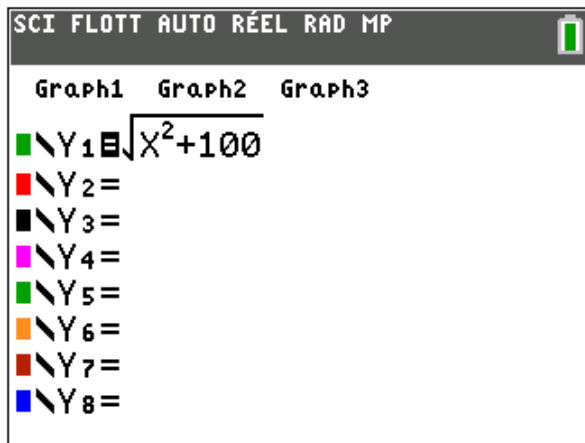 SCI FLOTT AUTO RÉEL RAD MP
Graph1 Graph2 Graph3
\Y1=√X²+100
\Y2=
\Y3=
\Y4=
\Y5=
\Y6=
\Y7=
\Y8=